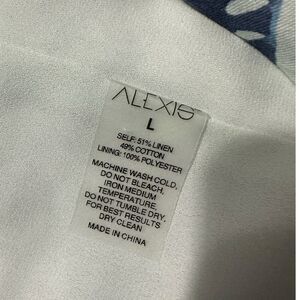 ALEXIS
L
SELF: 51% LINEN
49% COTTON
LINING: 100% POLYESTER
MACHINE WASH COLD.
DO NOT BLEACH.
IRON MEDIUM
TEMPERATURE.
DO NOT TUMBLE DRY.
FOR BEST RESULTS
DRY CLEAN
MADE IN CHINA